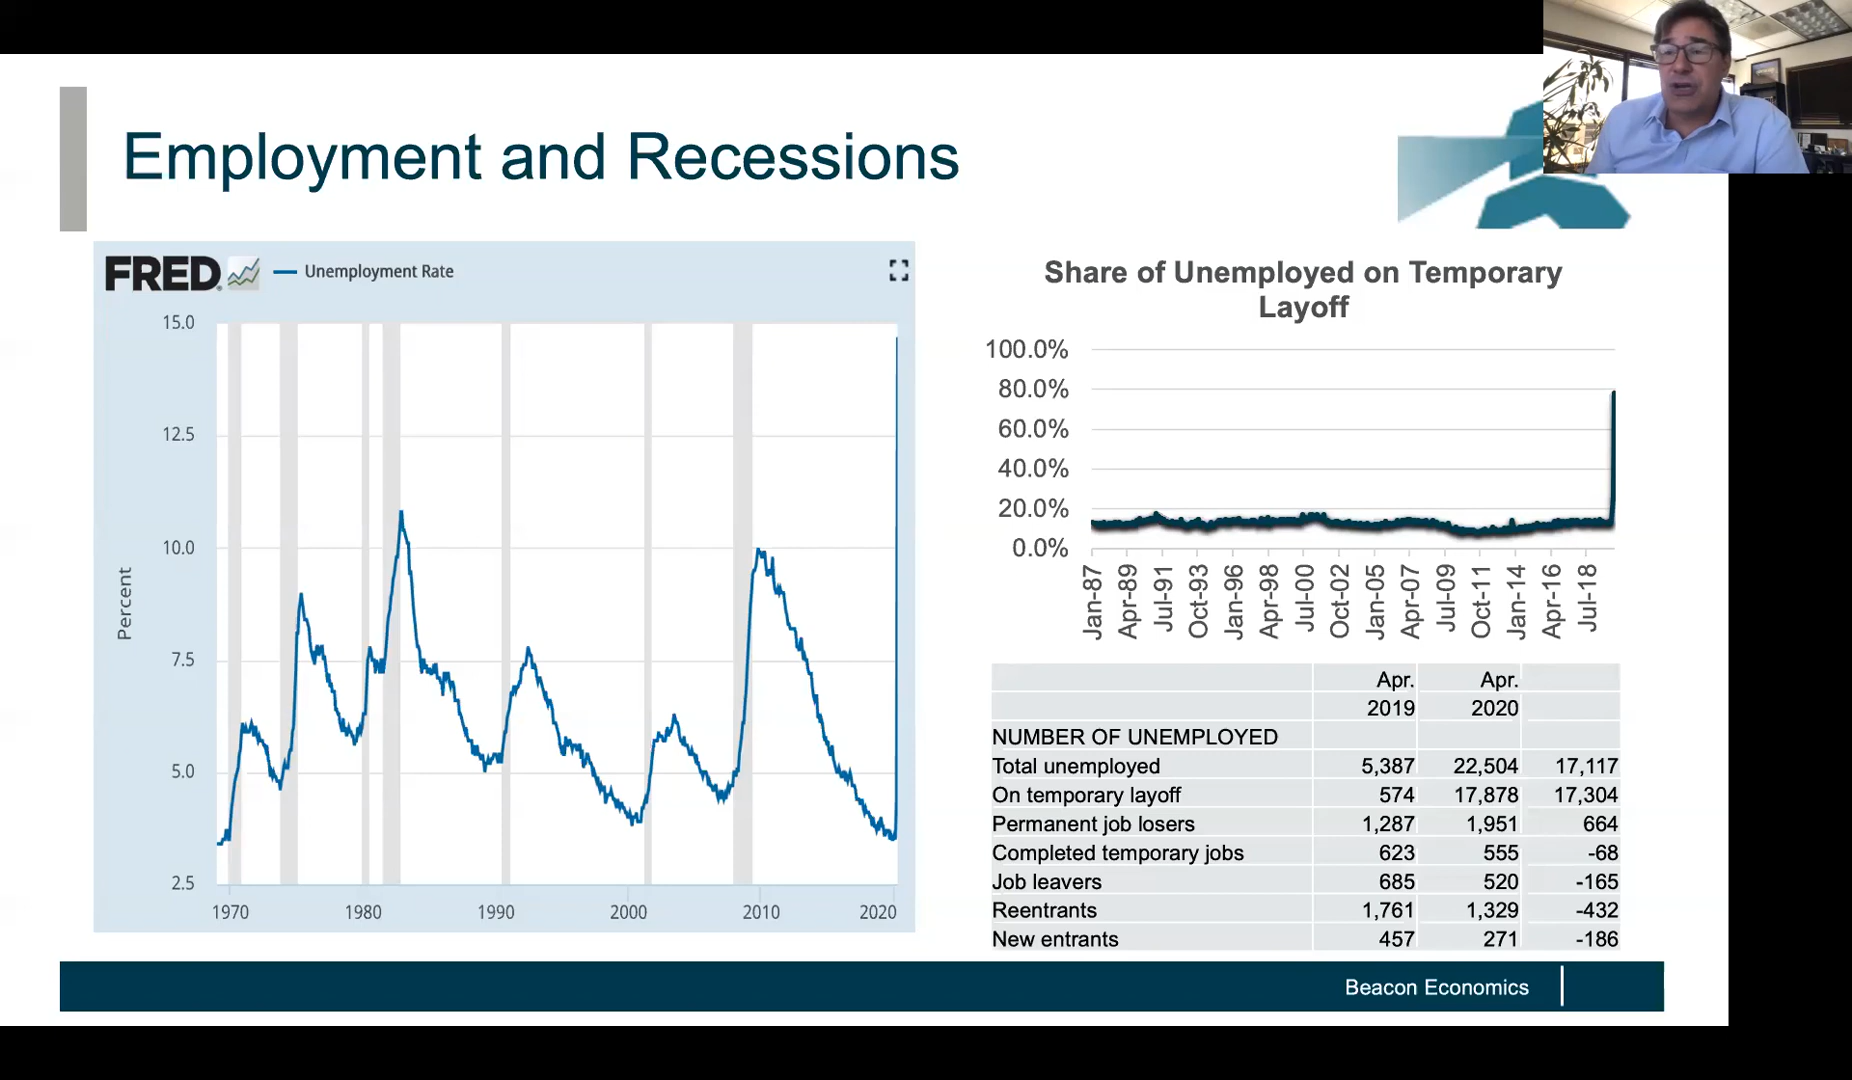 Employment and Recessions
FRED
Unemployment Rate
15.0
12.5
10.0
7.5
5.0
2.5
Percent
1970 1980 1990 2000 2010 2020
Share of Unemployed on Temporary
Layoff
100.0%
80.0%
60.0%
40.0%
20.0%
0.0%
Jan-87 Apr-89 Jul-91 Oct-93 Jan-96 Apr-98 Jul-00 Oct-02 Jan-05 Apr-07 Jul-09 Oct-11 Jan-14 Apr-16 Jul-18
Apr. Apr.
2019 2020
NUMBER OF UNEMPLOYED
Total unemployed 5,387 22,504 17,117
On temporary layoff 574 17,878 17,304
Permanent job losers 1,287 1,951 664
Completed temporary jobs 623 555 -68
Job leavers 685 520 -165
Reentrants 1,761 1,329 -432
New entrants 457 271 -186
Beacon Economics